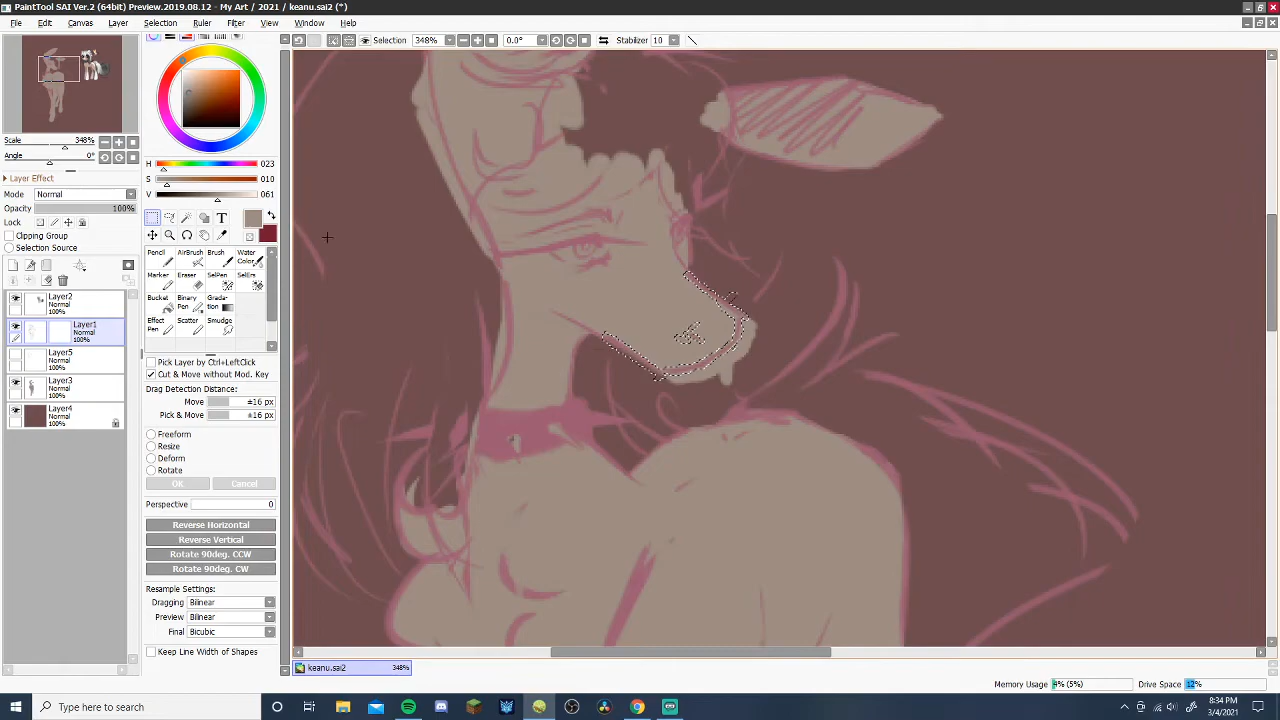 PaintTool SAI Ver.2 (64bit) Preview.2019.08.12 - My Art / 2021 / keanu.sai2 (*)
File Edit Canvas Layer Selection Ruler Filter View Window Help
Selection 348% 0.0° Stabilizer 10
Scale 348%
Angle 0°
Layer Effect
Mode Normal
Opacity 100%
Lock
Clipping Group
Selection Source
Layer2
Normal
100%
Layer1
Normal
100%
Layer5
Normal
100%
Layer3
Normal
100%
Layer4
Normal
100%
H 023
S 010
V 061
T
Pencil AirBrush Brush Water Color
Marker Eraser SelPen SelErs
Bucket Binary Pen Grada-tion
Effect Pen Scatter Smudge
Pick Layer by Ctrl+LeftClick
Cut & Move without Mod. Key
Drag Detection Distance:
Move ±16 px
Pick & Move ±16 px
Freeform
Resize
Deform
Rotate
OK Cancel
Perspective 0
Reverse Horizontal
Reverse Vertical
Rotate 90deg. CCW
Rotate 90deg. CW
Resample Settings:
Dragging Bilinear
Preview Bilinear
Final Bicubic
Keep Line Width of Shapes
keanu.sai2 348%
Memory Usage (5%) Drive Space 12%
Type here to search
8:34 PM
3/4/2021